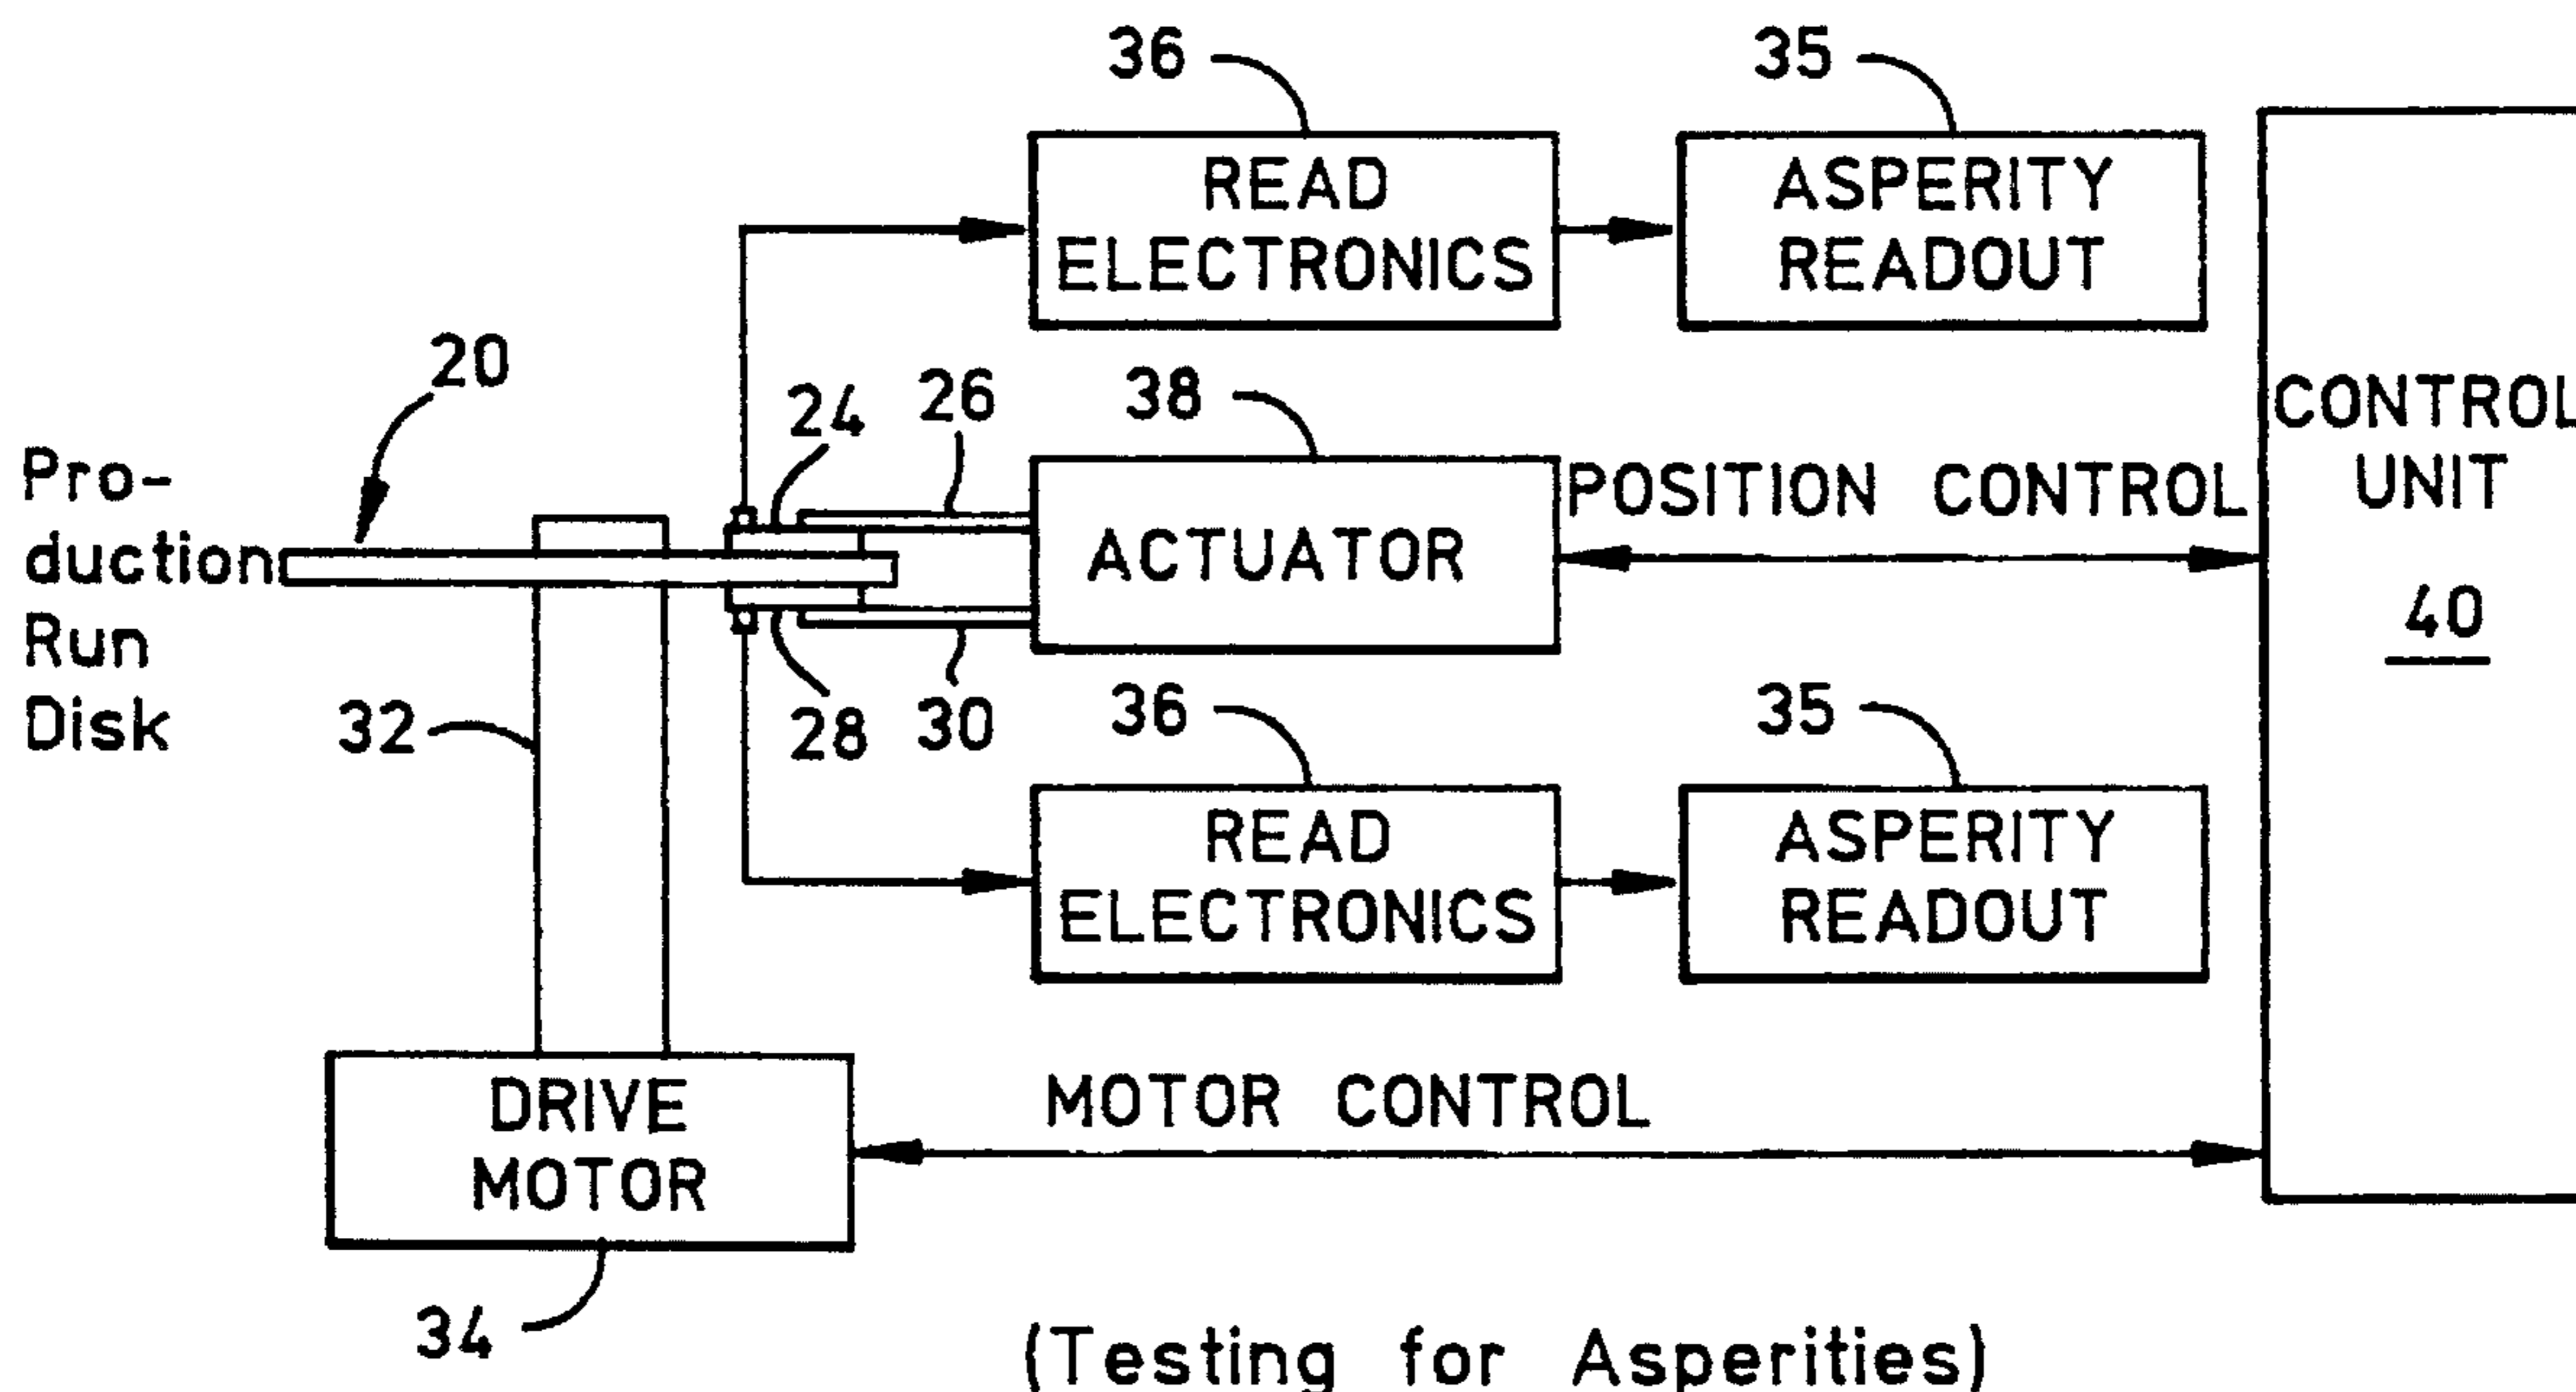 36
35
READ
ELECTRONICS
ASPERITY
READOUT
20
24
26
38
CONTROL
UNIT
40
Pro-
duction
Run
Disk
ACTUATOR
POSITION CONTROL
32
28
30
36
35
READ
ELECTRONICS
ASPERITY
READOUT
DRIVE
MOTOR
MOTOR CONTROL
34
(Testing for Asperities)